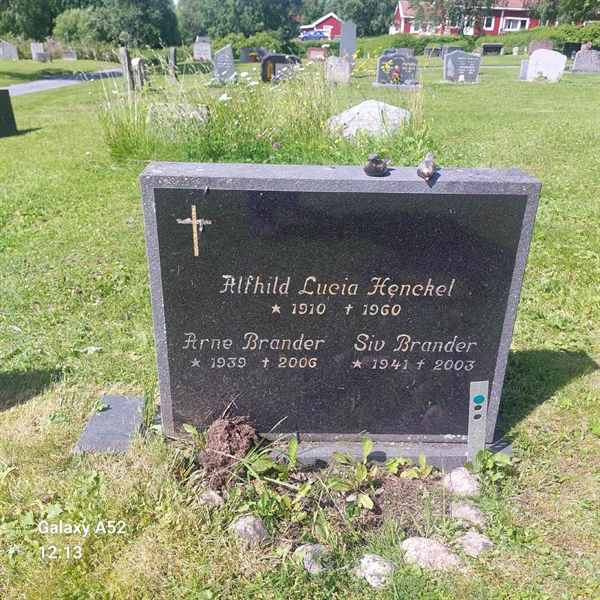 Alfhild Lucia Henckel
★ 1910 ✝ 1960
Arne Brander Siv Brander
★ 1939 ✝ 2006 ★ 1941 ✝ 2003
Galaxy A52
12:13